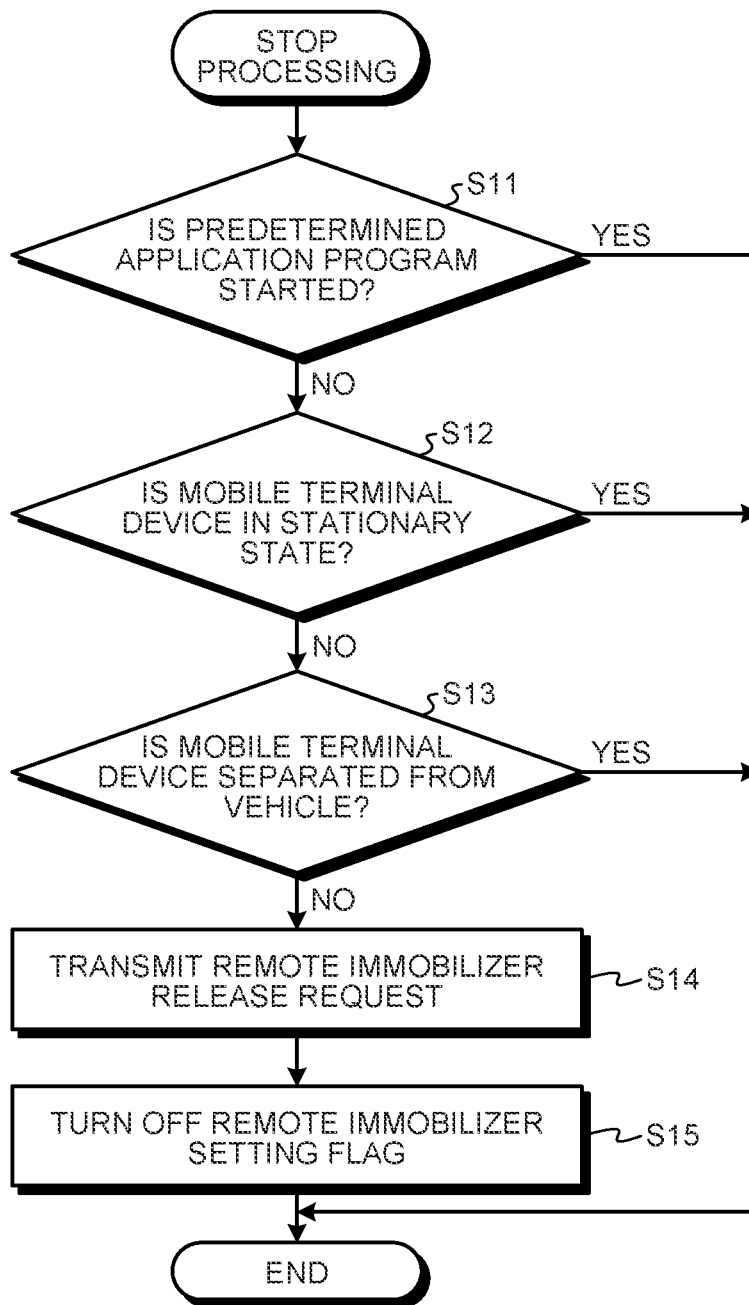 STOP
PROCESSING
S11
IS PREDETERMINED
APPLICATION PROGRAM
STARTED?
YES
NO
S12
IS MOBILE TERMINAL
DEVICE IN STATIONARY
STATE?
YES
NO
S13
IS MOBILE TERMINAL
DEVICE SEPARATED FROM
VEHICLE?
YES
NO
TRANSMIT REMOTE IMMOBILIZER
RELEASE REQUEST
S14
TURN OFF REMOTE IMMOBILIZER
SETTING FLAG
S15
END